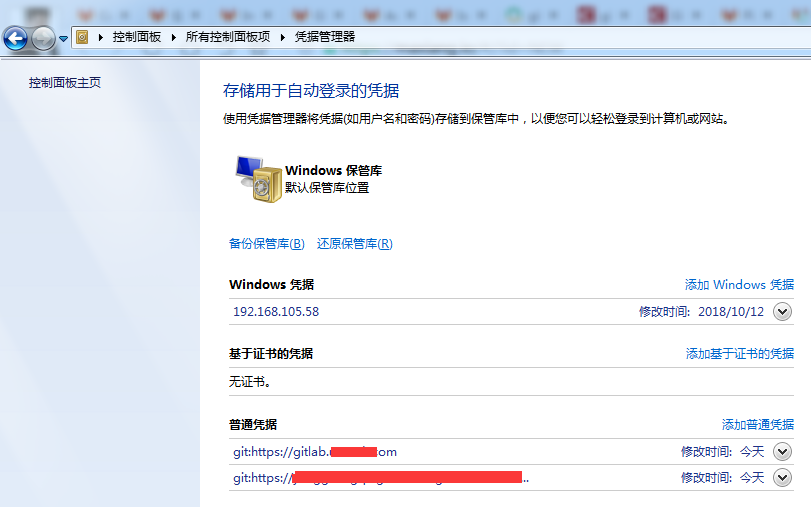 控制面板 所有控制面板项 凭据管理器
控制面板主页
存储用于自动登录的凭据
使用凭据管理器将凭据(如用户名和密码)存储到保管库中，以便您可以轻松登录到计算机或网站。
Windows 保管库
默认保管库位置
备份保管库(B) 还原保管库(R)
Windows 凭据 添加 Windows 凭据
192.168.105.58 修改时间: 2018/10/12
基于证书的凭据 添加基于证书的凭据
无证书。
普通凭据 添加普通凭据
git:https://gitlab. om 修改时间: 今天
git:https:/ .. 修改时间: 今天